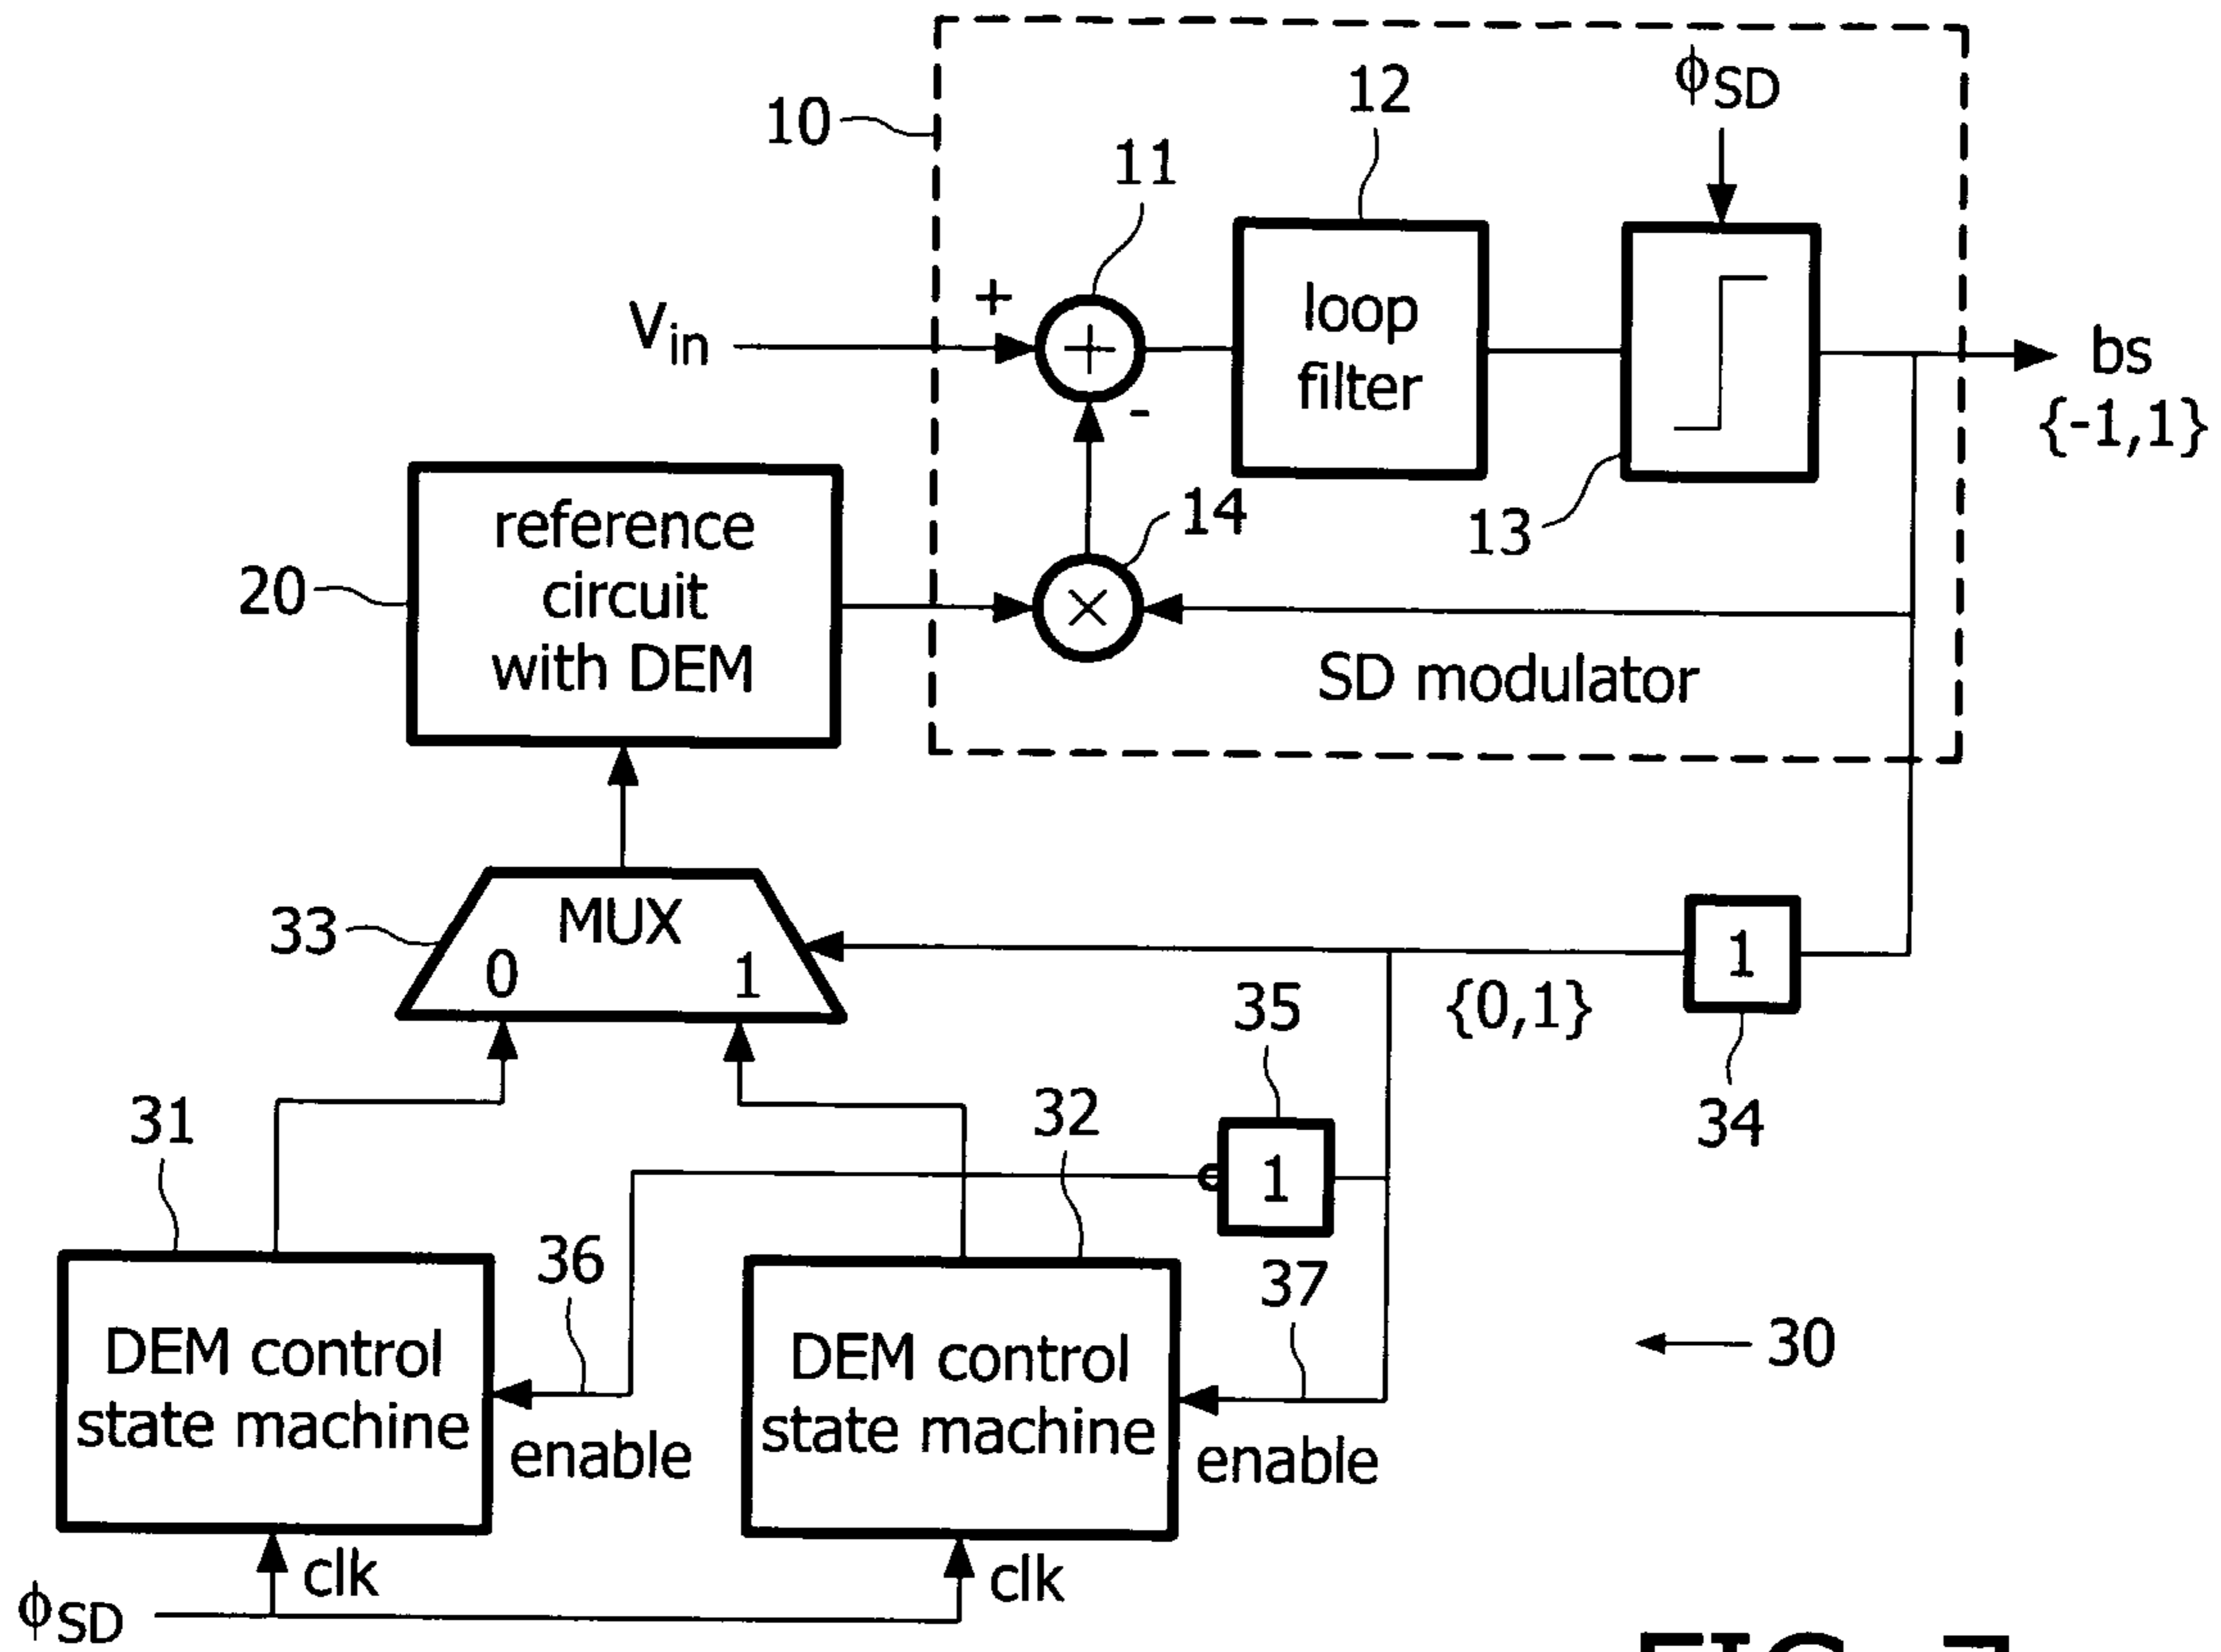 ϕSD
12
10
11
+
Vin
+
loop
filter
bs
{-1,1}
-
14
13
reference
circuit
with DEM
20
×
SD modulator
33
MUX
0 1
1
{0,1}
35
34
31
32
1
36
37
DEM control
state machine
enable
DEM control
state machine
enable
30
clk
clk
ϕSD